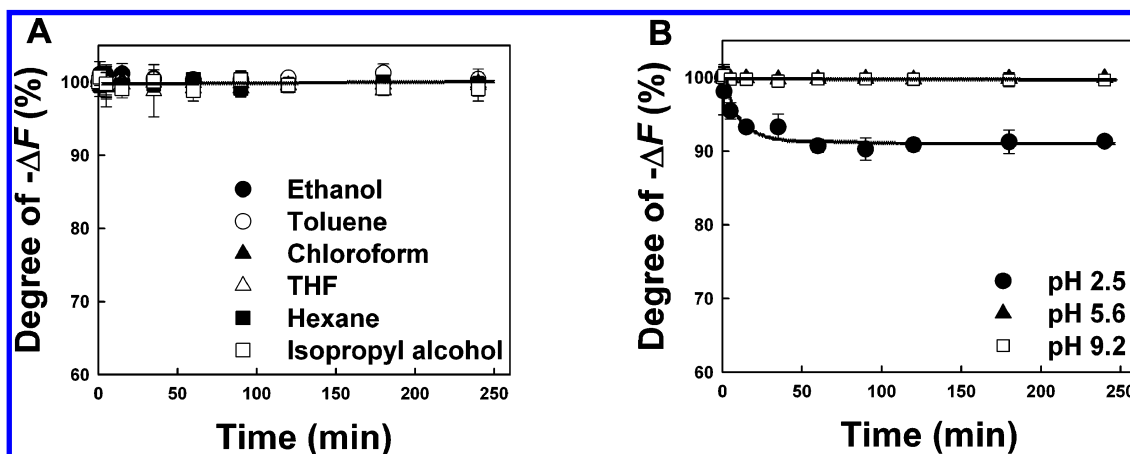 A
Degree of -ΔF (%)
100
90
80
70
60
Ethanol
Toluene
Chloroform
THF
Hexane
Isopropyl alcohol
0 50 100 150 200 250
Time (min)
B
Degree of -ΔF (%)
100
90
80
70
60
pH 2.5
pH 5.6
pH 9.2
0 50 100 150 200 250
Time (min)